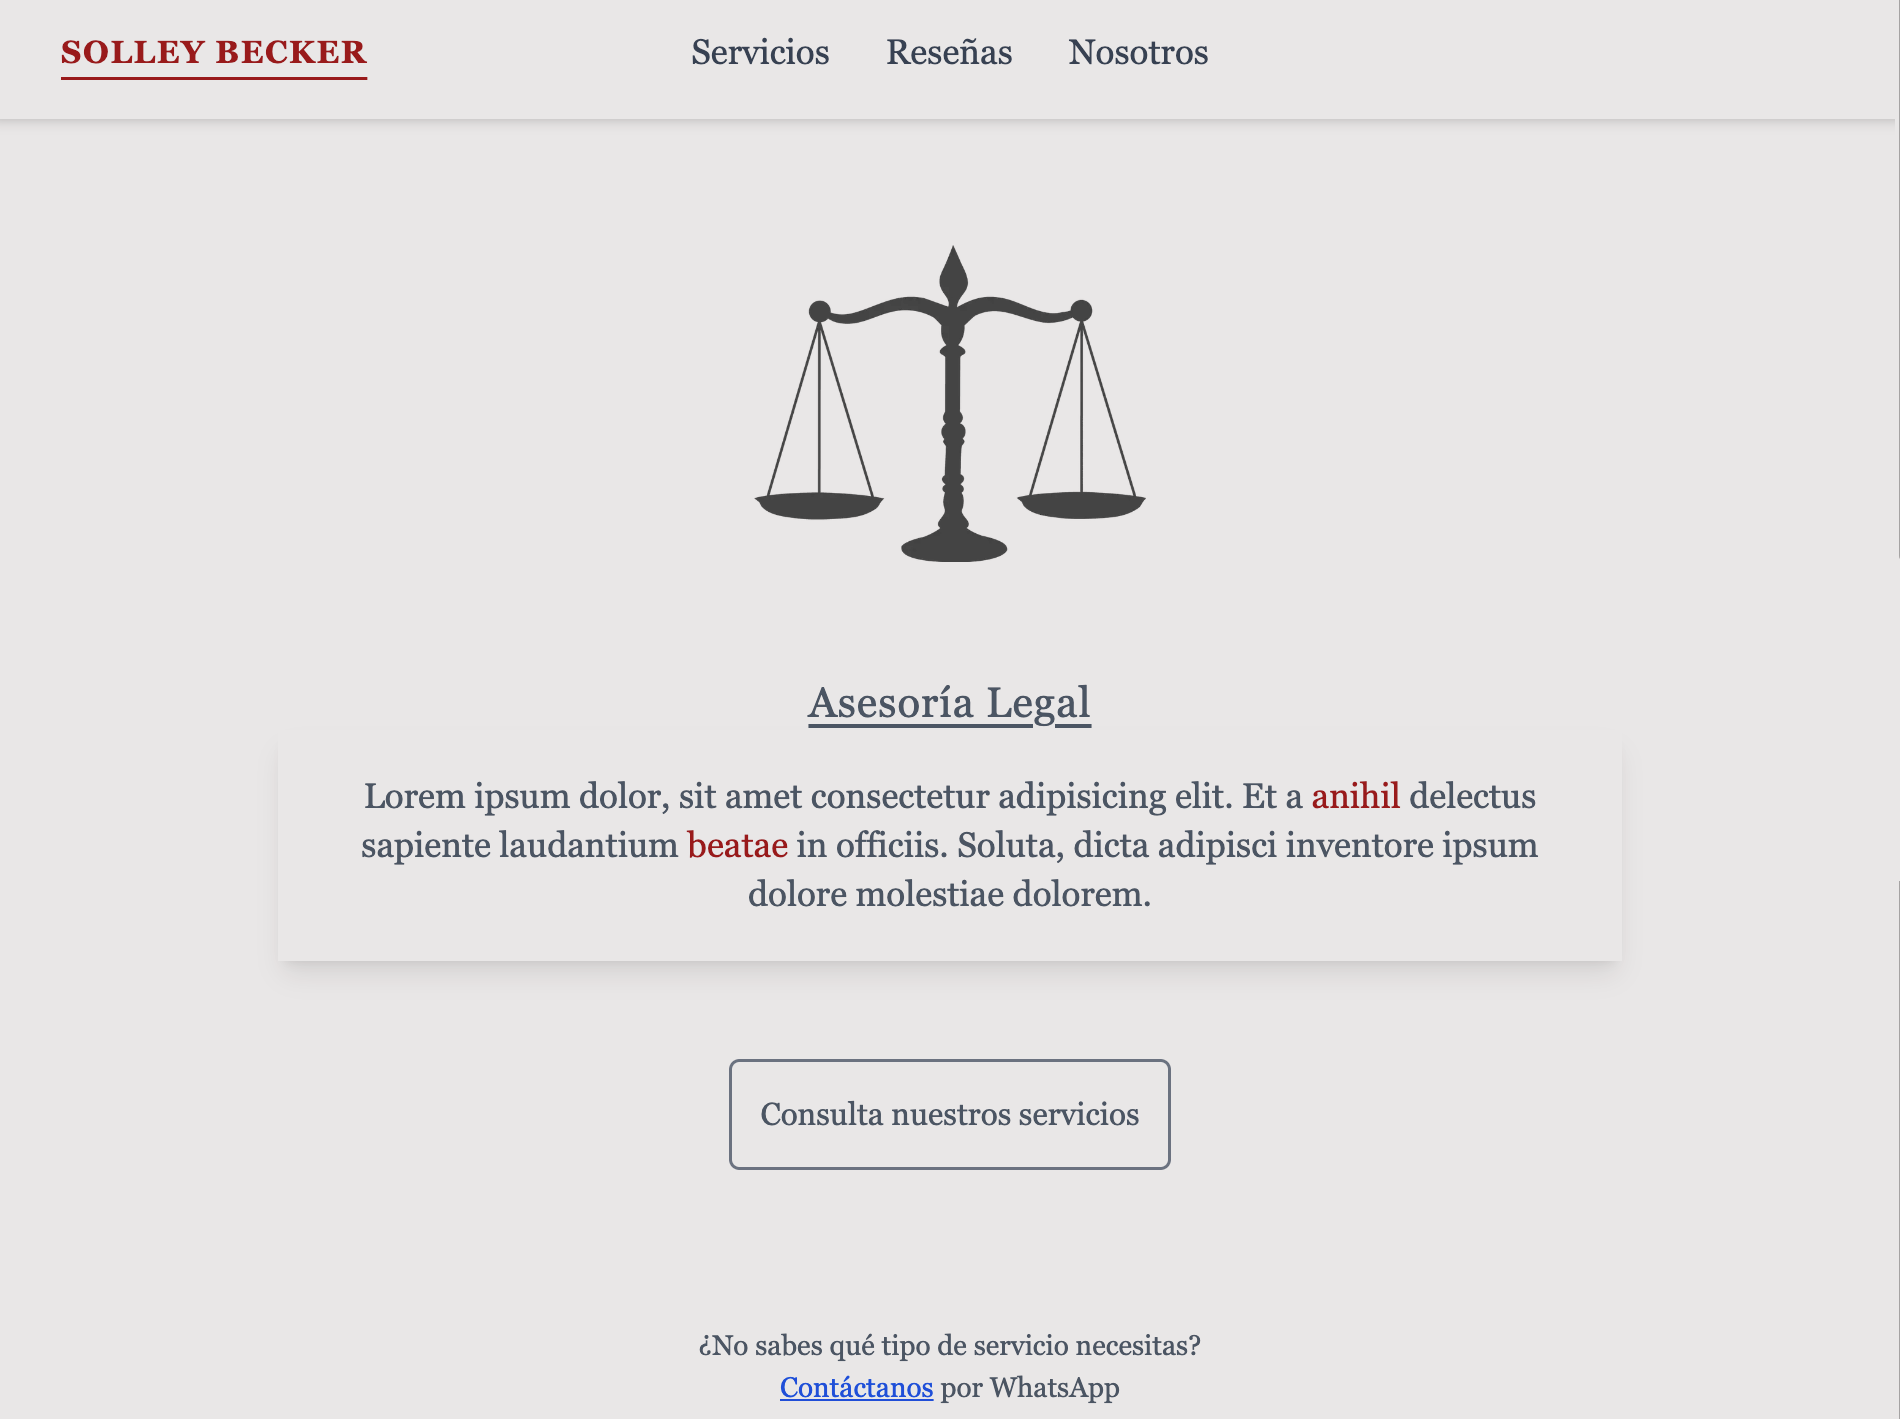 SOLLEY BECKER
Servicios
Reseñas
Nosotros
Asesoría Legal
Lorem ipsum dolor, sit amet consectetur adipisicing elit. Et a anihil delectus
sapiente laudantium beatae in officiis. Soluta, dicta adipisci inventore ipsum
dolore molestiae dolorem.
Consulta nuestros servicios
¿No sabes qué tipo de servicio necesitas?
Contáctanos por WhatsApp